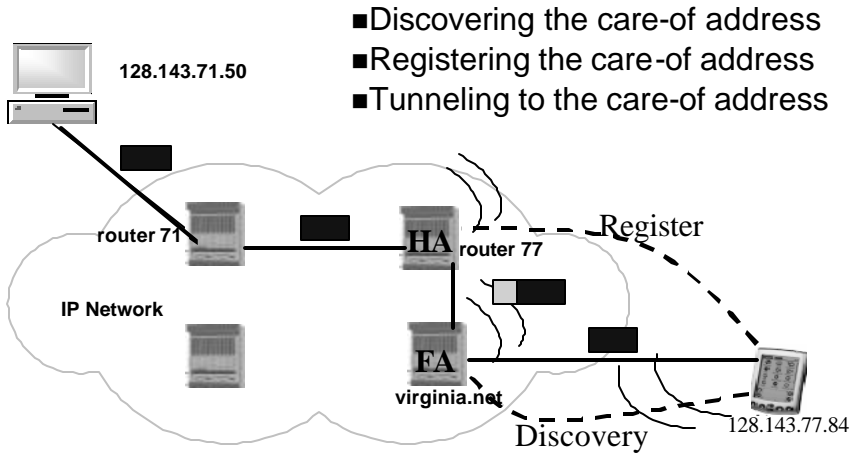 ■Discovering the care-of address
■Registering the care-of address
■Tunneling to the care-of address
128.143.71.50
router 71
HA
router 77
Register
IP Network
FA
virginia.net
Discovery
128.143.77.84